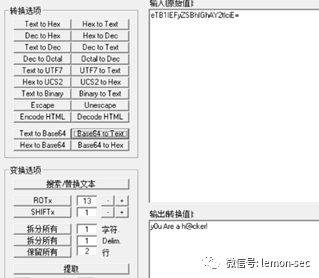 转换选项
Text to Hex
Hex to Text
Dec to Hex
Hex to Dec
Text to Dec
Dec to Text
Dec to Octal
Octal to Dec
Text to UTF7
UTF7 to Text
Hex to UCS2
UCS2 to Hex
Text to Binary
Binary to Text
Escape
Unescape
Encode HTML
Decode HTML
Text to Base64
Base64 to Text
Hex to Base64
Base64 to Hex
变换选项
搜索/替换文本
ROTx 13 - +
SHIFTx 1 - +
拆分所有 1 字符.
拆分所有 1 Delim.
保留所有 2 行
提取
输入(原始值):
输出(转换值):
y0u Are a h@cker!
微信号: lemon-sec